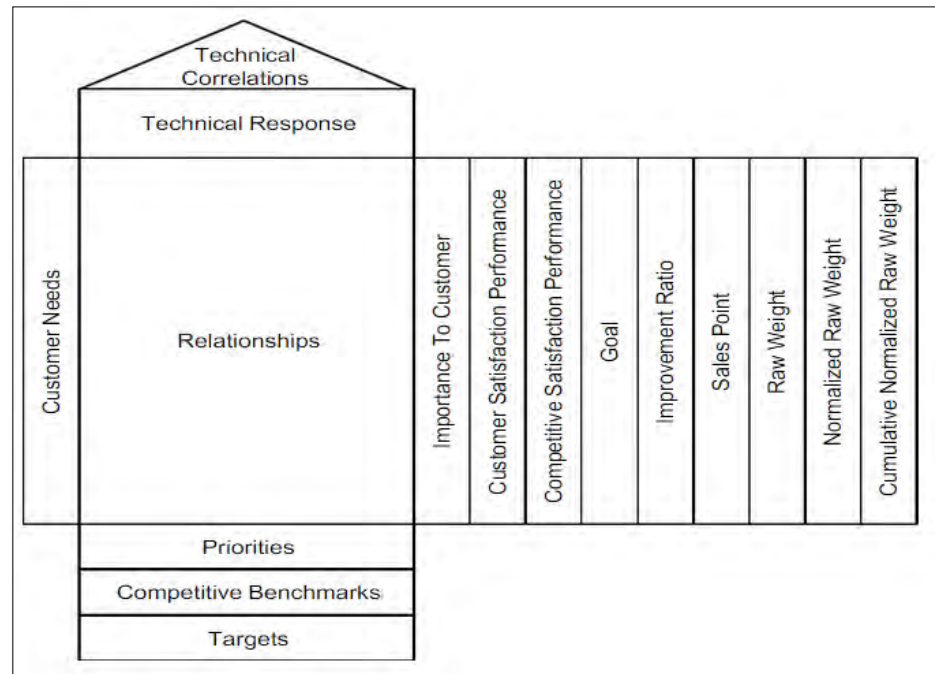 Technical
Correlations
Technical Response
Customer Needs
Relationships
Importance To Customer
Customer Satisfaction Performance
Competitive Satisfaction Performance
Goal
Improvement Ratio
Sales Point
Raw Weight
Normalized Raw Weight
Cumulative Normalized Raw Weight
Priorities
Competitive Benchmarks
Targets